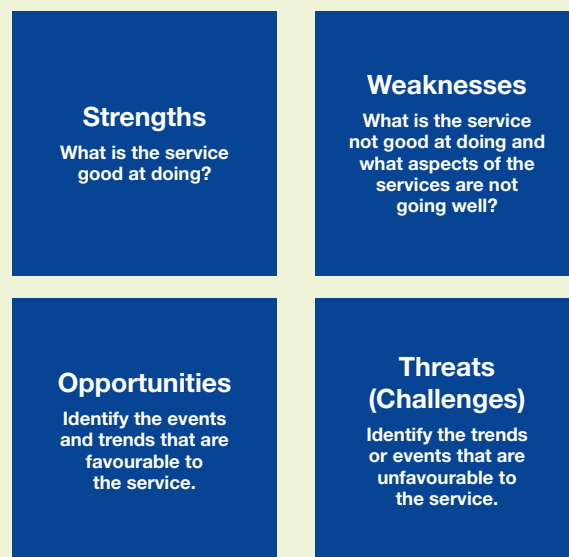 Strengths
What is the service
good at doing?
Weaknesses
What is the service
not good at doing and
what aspects of the
services are not
going well?
Opportunities
Identify the events
and trends that are
favourable to
the service.
Threats
(Challenges)
Identify the trends
or events that are
unfavourable to
the service.